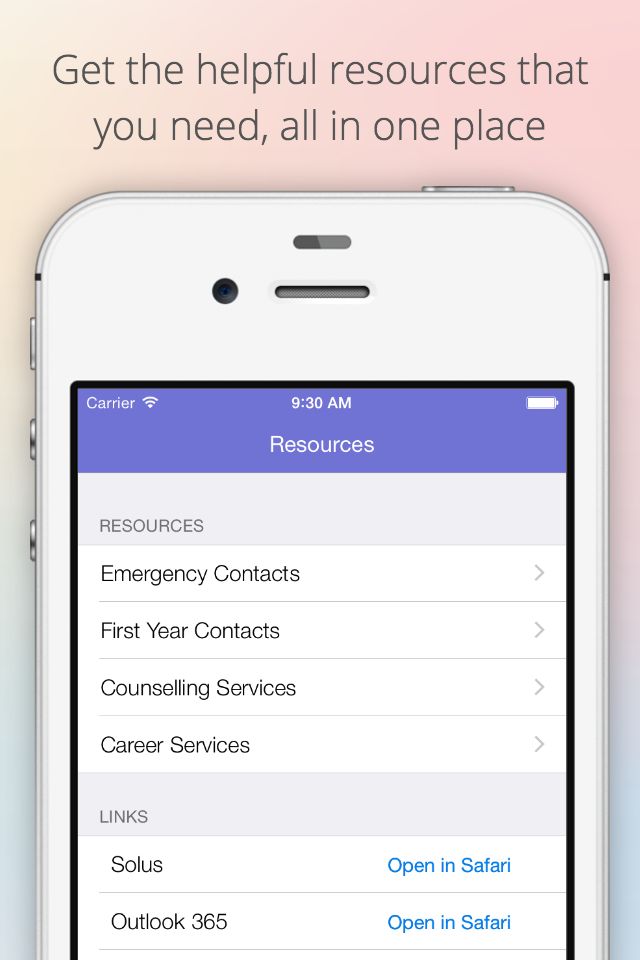 Get the helpful resources that
you need, all in one place
Carrier 9:30 AM
Resources
RESOURCES
Emergency Contacts
First Year Contacts
Counselling Services
Career Services
LINKS
Solus Open in Safari
Outlook 365 Open in Safari